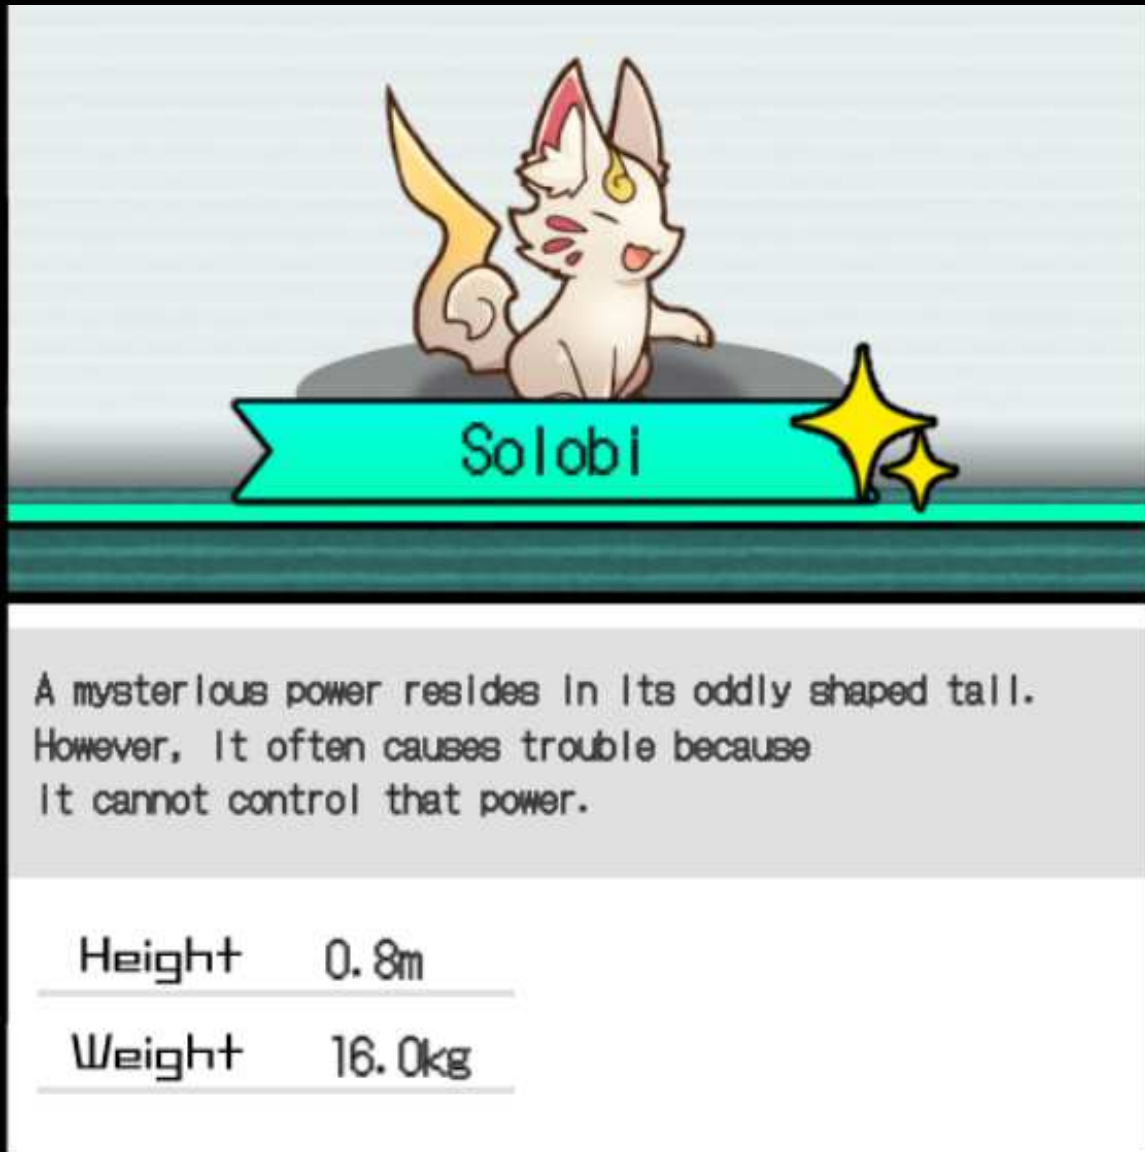 Solobi
A mysterious power resides in its oddly shaped tail.
However, it often causes trouble because
it cannot control that power.
Height 0.8m
Weight 16.0kg